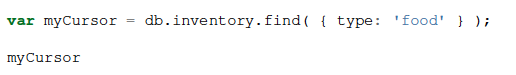 var myCursor = db.inventory.find( { type: 'food' } );
myCursor